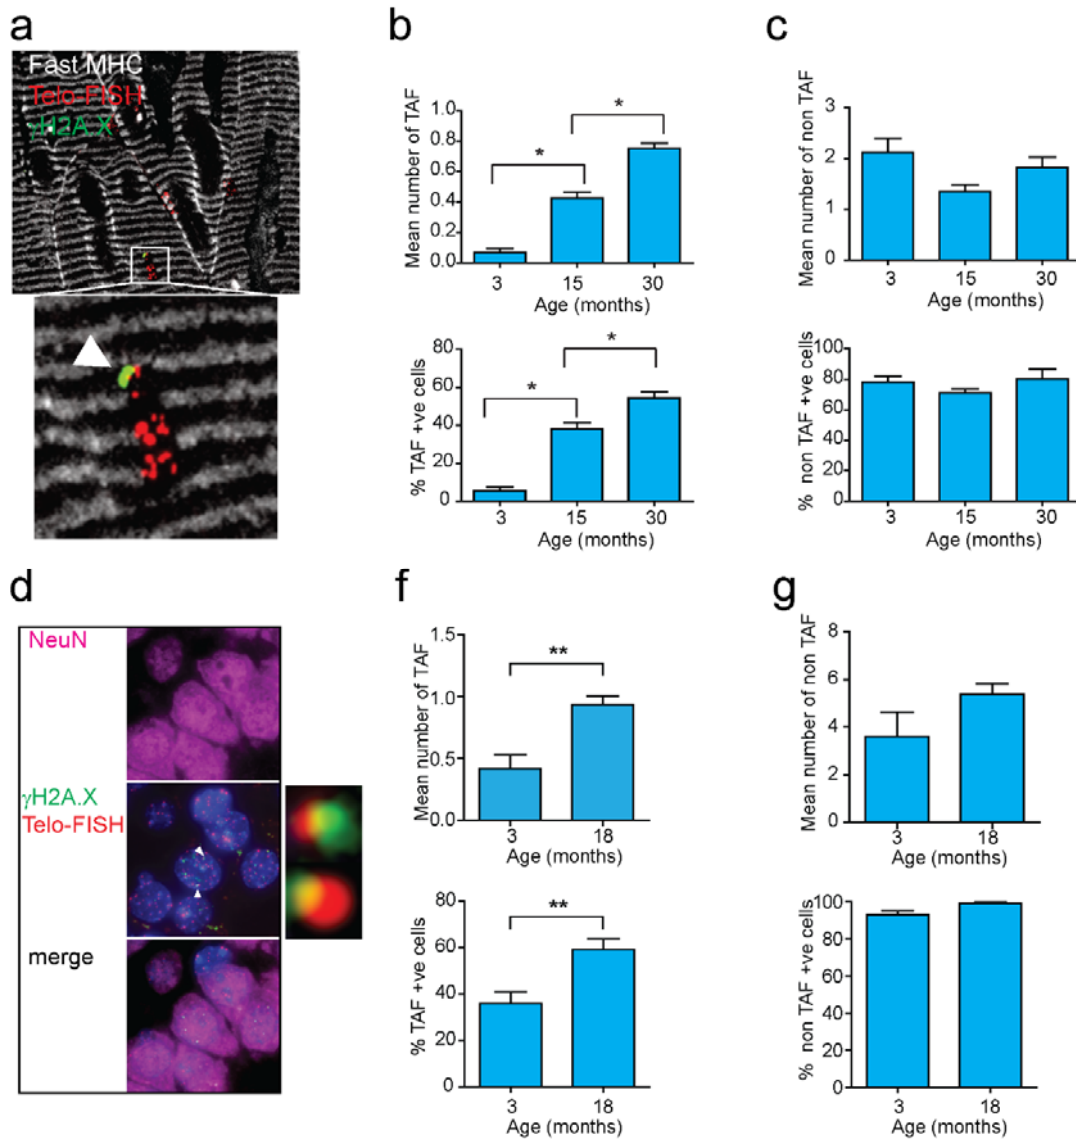 a
Fast MHC
Telo-FISH
γH2A.X
b
Mean number of TAF
1.0
0.8
0.6
0.4
0.2
0.0
*
*
3 15 30
Age (months)
% TAF +ve cells
80
60
40
20
0
*
*
3 15 30
Age (months)
c
Mean number of non TAF
3
2
1
0
3 15 30
Age (months)
% non TAF +ve cells
100
80
60
40
20
0
3 15 30
Age (months)
d
NeuN
γH2A.X
Telo-FISH
merge
f
Mean number of TAF
1.5
1.0
0.5
0.0
**
3 18
Age (months)
% TAF +ve cells
80
60
40
20
0
**
3 18
Age (months)
g
Mean number of non TAF
8
6
4
2
0
3 18
Age (months)
% non TAF +ve cells
100
80
60
40
20
0
3 18
Age (months)